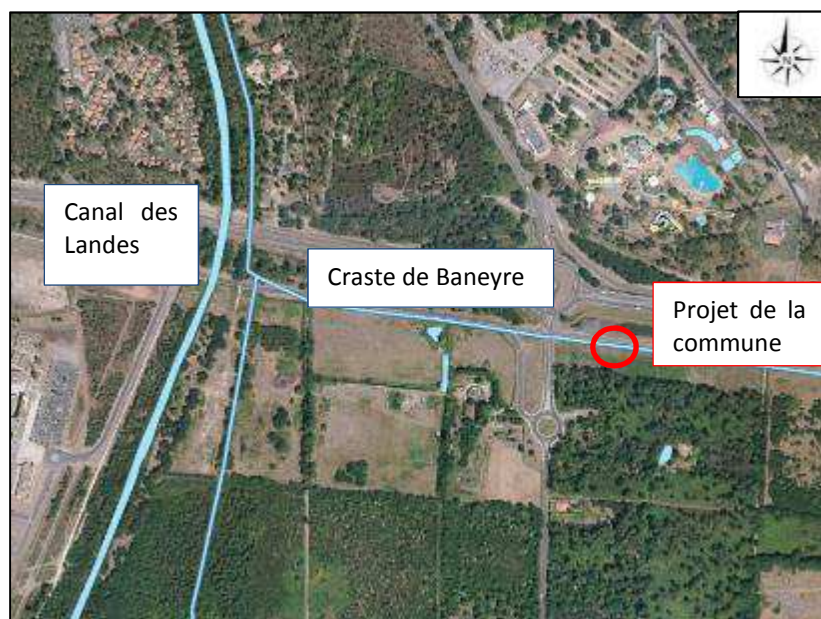 N
Canal des
Landes
Craste de Baneyre
Projet de la
commune